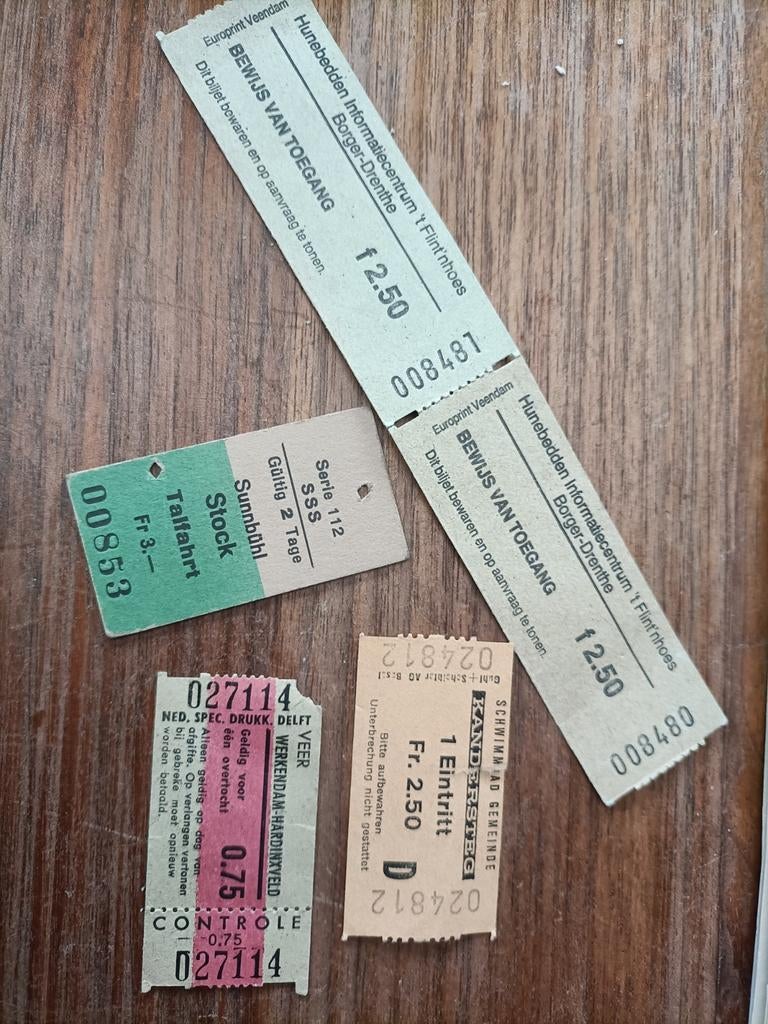 Europrint Veendam
Hunebedden Informatiecentrum 't Flint'nhoes
Borger-Drenthe
BEWIJS VAN TOEGANG
Dit biljet bewaren en op aanvraag te tonen.
f 2.50
008481
Europrint Veendam
Hunebedden Informatiecentrum 't Flint'nhoes
Borger-Drenthe
BEWIJS VAN TOEGANG
Dit biljet bewaren en op aanvraag te tonen.
f 2.50
008480
Serie 112
SSS
Gültig 2 Tage
Sunnbühl
Stock
Talfahrt
Fr 3.—
00853
027114
NED. SPEC. DRUKK. DELFT
VEER
WERKENDAM-HARDINXVELD
Geldig voor
één overtocht
0.75
Alleen geldig op dag van
afgifte. Op verlangen vertonen
bij gebreke moet opnieuw
worden betaald.
CONTROLE
0.75
027114
024812
SCHWIMMBAD GEMEINDE
KANDERSTEG
1 Eintritt
Fr. 2.50
D
Bitte aufbewahren
Unterbrechung nicht gestattet
024812